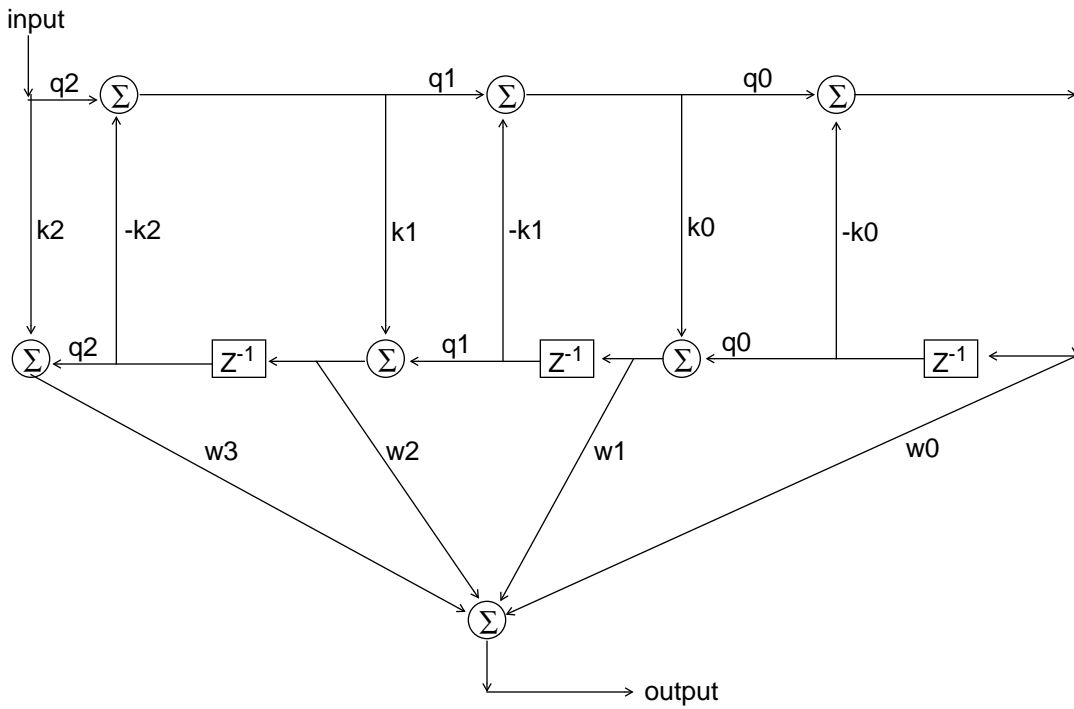 input
q2 Σ q1 Σ q0 Σ
k2 -k2 k1 -k1 k0 -k0
Σ q2 Z⁻¹ Σ q1 Z⁻¹ Σ q0 Z⁻¹
w3 w2 w1 w0
Σ
output